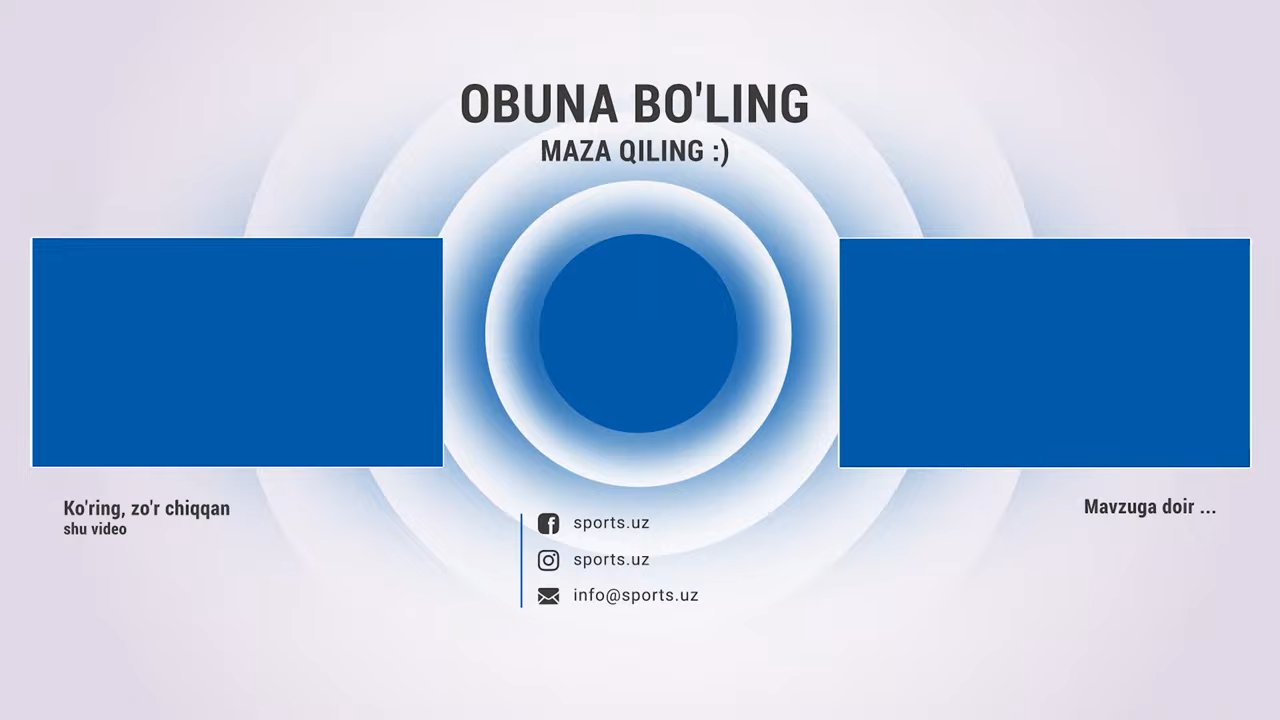 OBUNA BO'LING
MAZA QILING :)
Ko'ring, zo'r chiqqan
shu video
Mavzuga doir ...
sports.uz
sports.uz
info@sports.uz